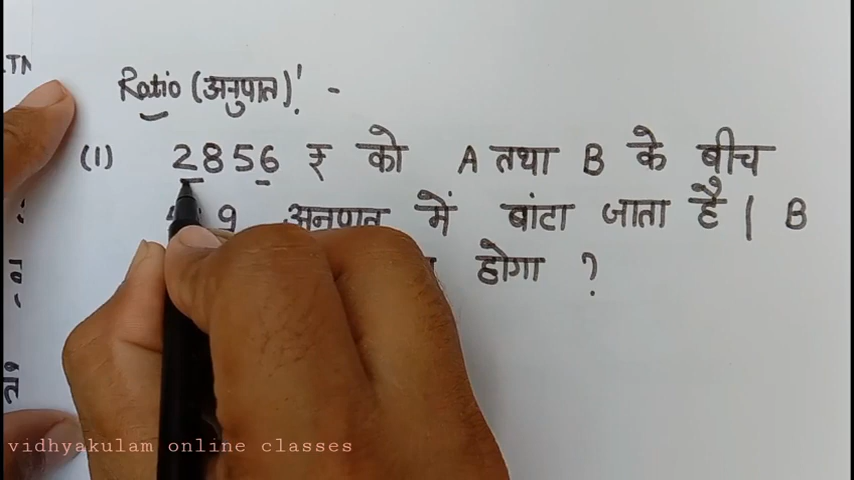 Ratio (अनुपात)! -
(1) 2856 ₹ को A तथा B के बीच
9 अनुपात में बांटा जाता है | B
होगा ?
vidhyakulam online classes